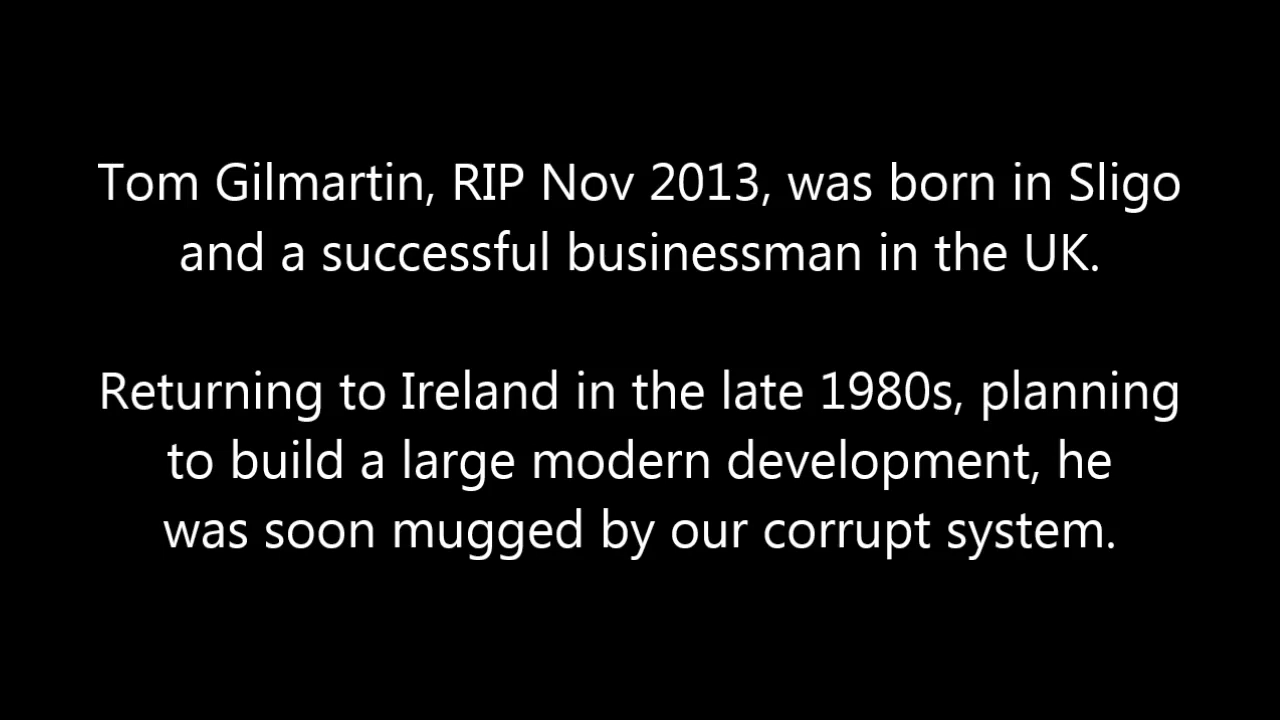 Tom Gilmartin, RIP Nov 2013, was born in Sligo
and a successful businessman in the UK.
Returning to Ireland in the late 1980s, planning
to build a large modern development, he
was soon mugged by our corrupt system.